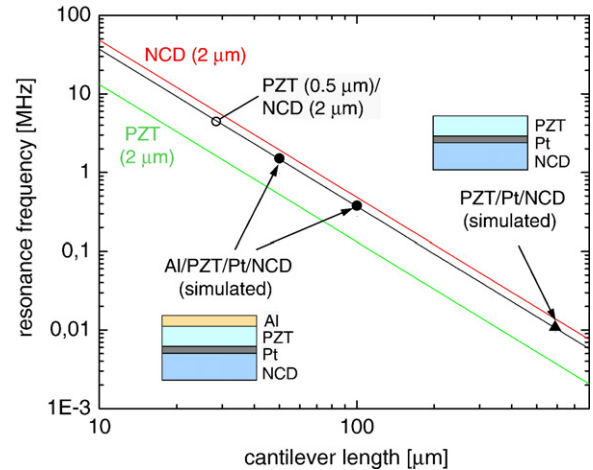 100
10
1
0,1
0,01
1E-3
resonance frequency [MHz]
NCD (2 μm)
PZT (0.5 μm)/
NCD (2 μm)
PZT
(2 μm)
PZT
Pt
NCD
PZT/Pt/NCD
(simulated)
Al/PZT/Pt/NCD
(simulated)
Al
PZT
Pt
NCD
10
100
cantilever length [μm]